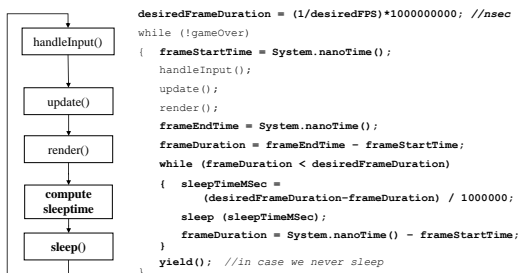 handleInput()
update()
render()
compute
sleeptime
sleep()
desiredFrameDuration = (1/desiredFPS)*1000000000; //nsec
while (!gameOver)
{ frameStartTime = System.nanoTime();
handleInput();
update();
render();
frameEndTime = System.nanoTime();
frameDuration = frameEndTime – frameStartTime;
while (frameDuration < desiredFrameDuration)
{ sleepTimeMSec =
(desiredFrameDuration-frameDuration) / 1000000;
sleep (sleepTimeMSec);
frameDuration = System.nanoTime() – frameStartTime;
}
yield(); //in case we never sleep
}